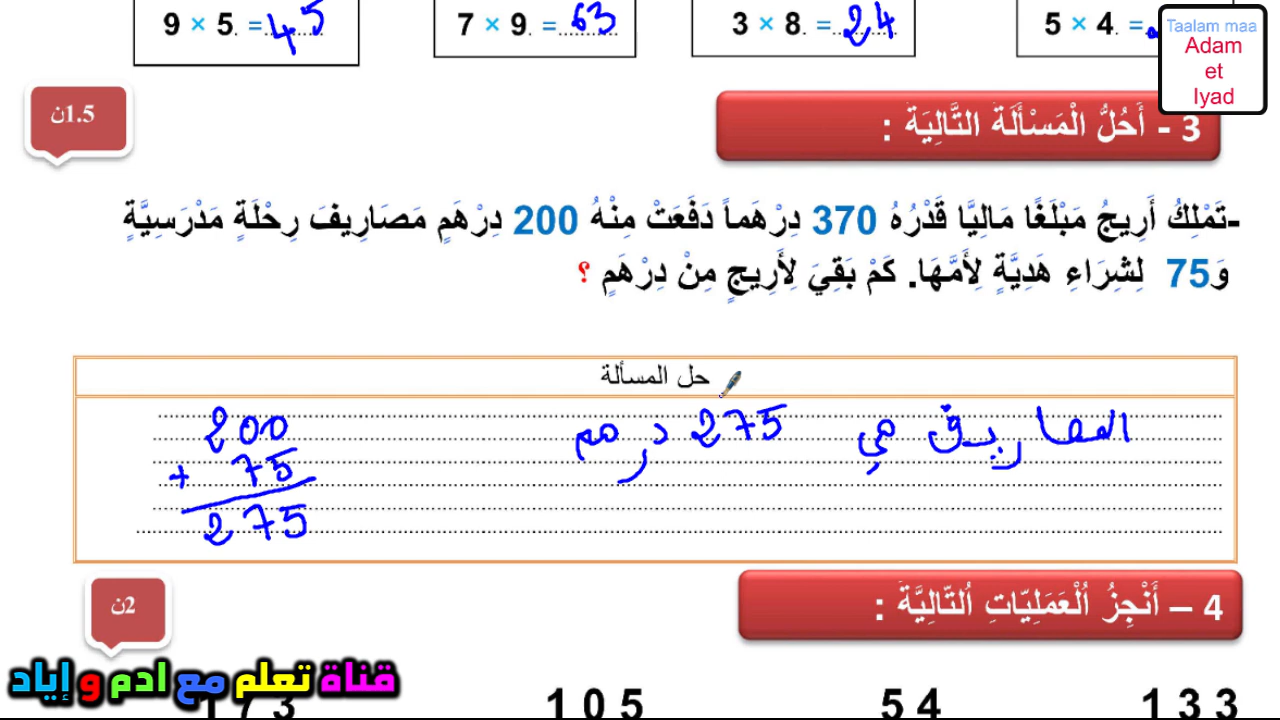 9 × 5. = 45
7 × 9. = 63
3 × 8. = 24
5 × 4. =
Taalam maa
Adam
et
Iyad
1.5ن
3 - أَحُلُّ الْمَسْأَلَةَ التَّالِيَةَ :
-تَمْلِكُ أَرِيجُ مَبْلَغًا مَالِيًّا قَدْرُهُ 370 دِرْهَماً دَفَعَتْ مِنْهُ 200 دِرْهَمٍ مَصَارِيفَ رِحْلَةٍ مَدْرَسِيَّةٍ
وَ75 لِشِرَاءِ هَدِيَّةٍ لِأَمَّهَا. كَمْ بَقِيَ لِأَرِيجٍ مِنْ دِرْهَمٍ ؟
حل المسألة
المصاريف هي 275 درهم
200
+ 75
275
2ن
4 – أَنْجِزُ اُلْعَمَلِيّاتِ اُلتّالِيَّةَ :
قناة تعلم مع ادم و إياد
173
105
54
133